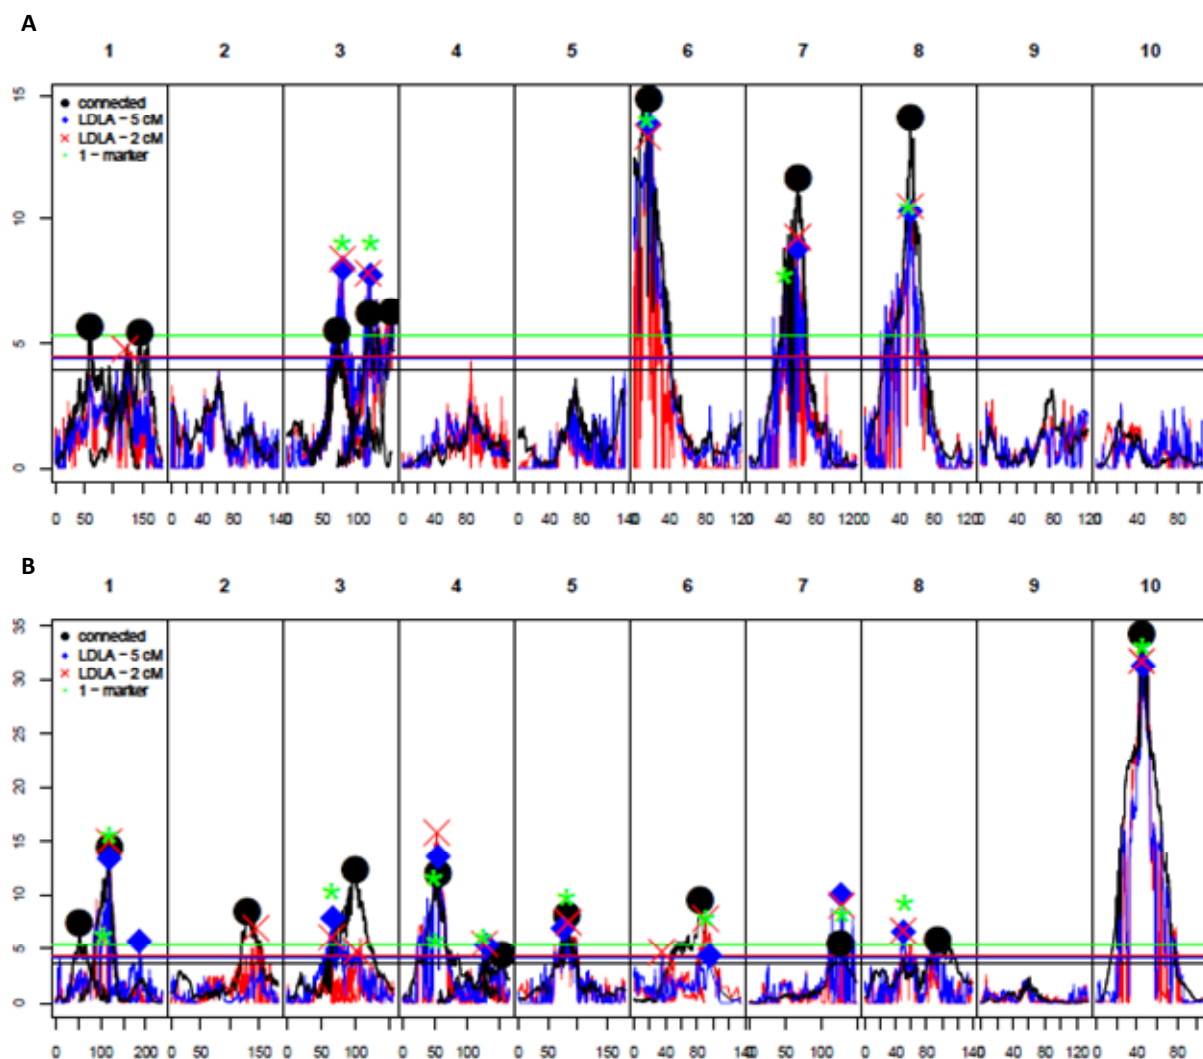 A
1 2 3 4 5 6 7 8 9 10
15
● connected
◆ LDLA − 5 cM
× LDLA − 2 cM
1 − marker
10
5
0
0 50 150 0 40 80 140 0 50 100 0 40 80 0 40 80 140 0 40 80 120 0 40 80 120 0 40 80 120 0 40 80 120 0 40 80
B
1 2 3 4 5 6 7 8 9 10
35
● connected
◆ LDLA − 5 cM
× LDLA − 2 cM
1 − marker
30
25
20
15
10
5
0
0 100 200 0 50 150 0 50 100 0 50 100 150 0 50 150 0 40 80 140 0 50 100 0 40 80 120 0 40 80 120 0 40 80